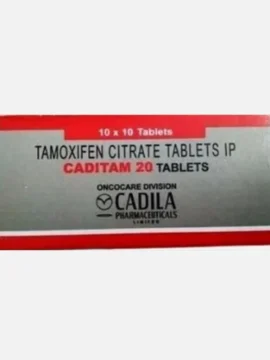 10 x 10 Tablets
TAMOXIFEN CITRATE TABLETS IP
CADITAM 20 TABLETS
ONCOCARE DIVISION
CADILA
PHARMACEUTICALS
LIMITED